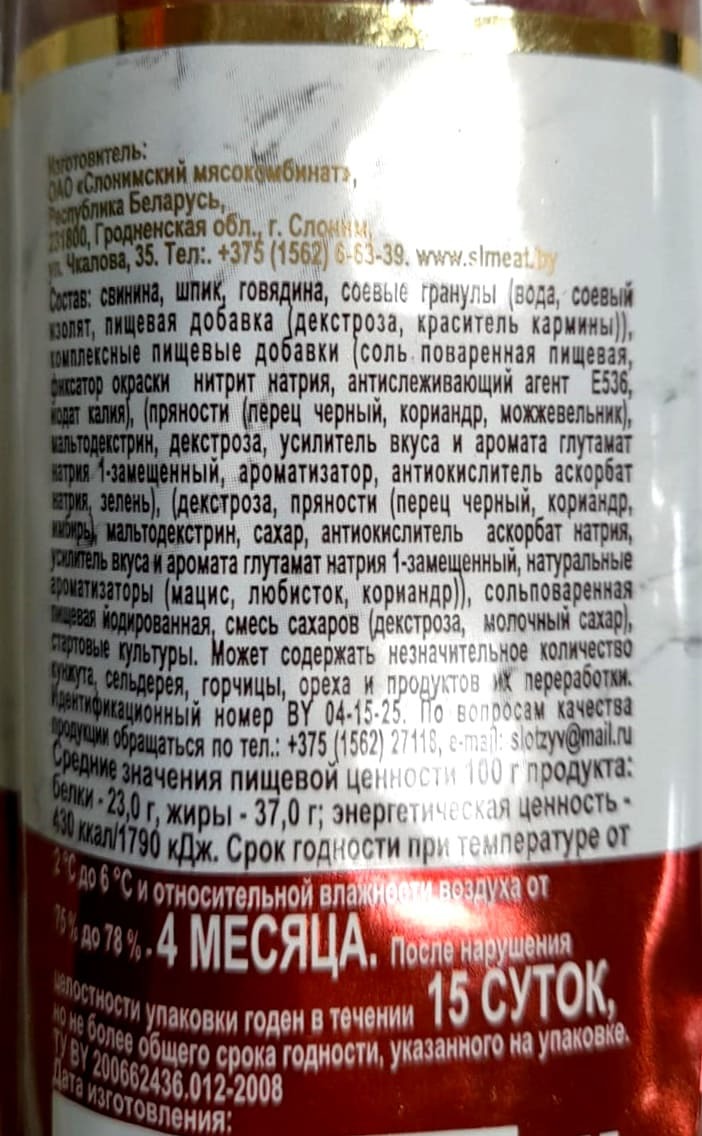 Изготовитель:
ОАО «Слонимский мясокомбинат»,
Республика Беларусь,
231800, Гродненская обл., г. Слоним,
ул. Чкалова, 35. Тел:. +375 (1562) 6-63-39. www.slmeat.by
Состав: свинина, шпик, говядина, соевые гранулы (вода, соевый
изолят, пищевая добавка (декстроза, краситель кармины)),
комплексные пищевые добавки (соль поваренная пищевая,
фиксатор окраски нитрит натрия, антислеживающий агент Е536,
йодат калия), (пряности (перец черный, кориандр, можжевельник),
мальтодекстрин, декстроза, усилитель вкуса и аромата глутамат
натрия 1-замещенный, ароматизатор, антиокислитель аскорбат
натрия, зелень), (декстроза, пряности (перец черный, кориандр,
имбирь), мальтодекстрин, сахар, антиокислитель аскорбат натрия,
усилитель вкуса и аромата глутамат натрия 1-замещенный, натуральные
ароматизаторы (мацис, любисток, кориандр)), сольповаренная
пищевая йодированная, смесь сахаров (декстроза, молочный сахар),
стартовые культуры. Может содержать незначительное количество
кунжута, сельдерея, горчицы, ореха и продуктов их переработки.
Идентификационный номер BY 04-15-25. По вопросам качества
продукции обращаться по тел.: +375 (1562) 27118, e-mail: slotzyv@mail.ru
Средние значения пищевой ценности 100 г продукта:
белки - 23,0 г, жиры - 37,0 г; энергетическая ценность -
430 ккал/1790 кДж. Срок годности при температуре от
2 °C до 6 °C и относительной влажности воздуха от
75 % до 78 % - 4 МЕСЯЦА. После нарушения
целостности упаковки годен в течении 15 СУТОК,
но не более общего срока годности, указанного на упаковке.
ТУ BY 200662436.012-2008
Дата изготовления: